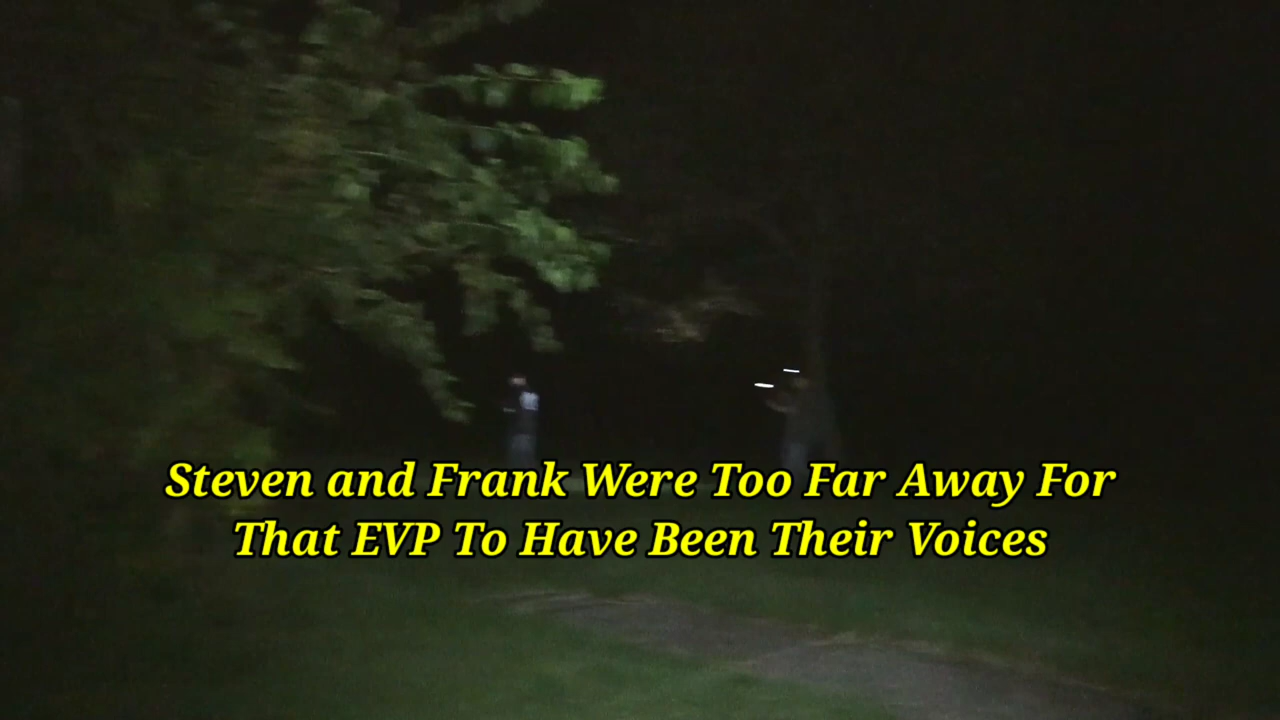 Steven and Frank Were Too Far Away For
That EVP To Have Been Their Voices